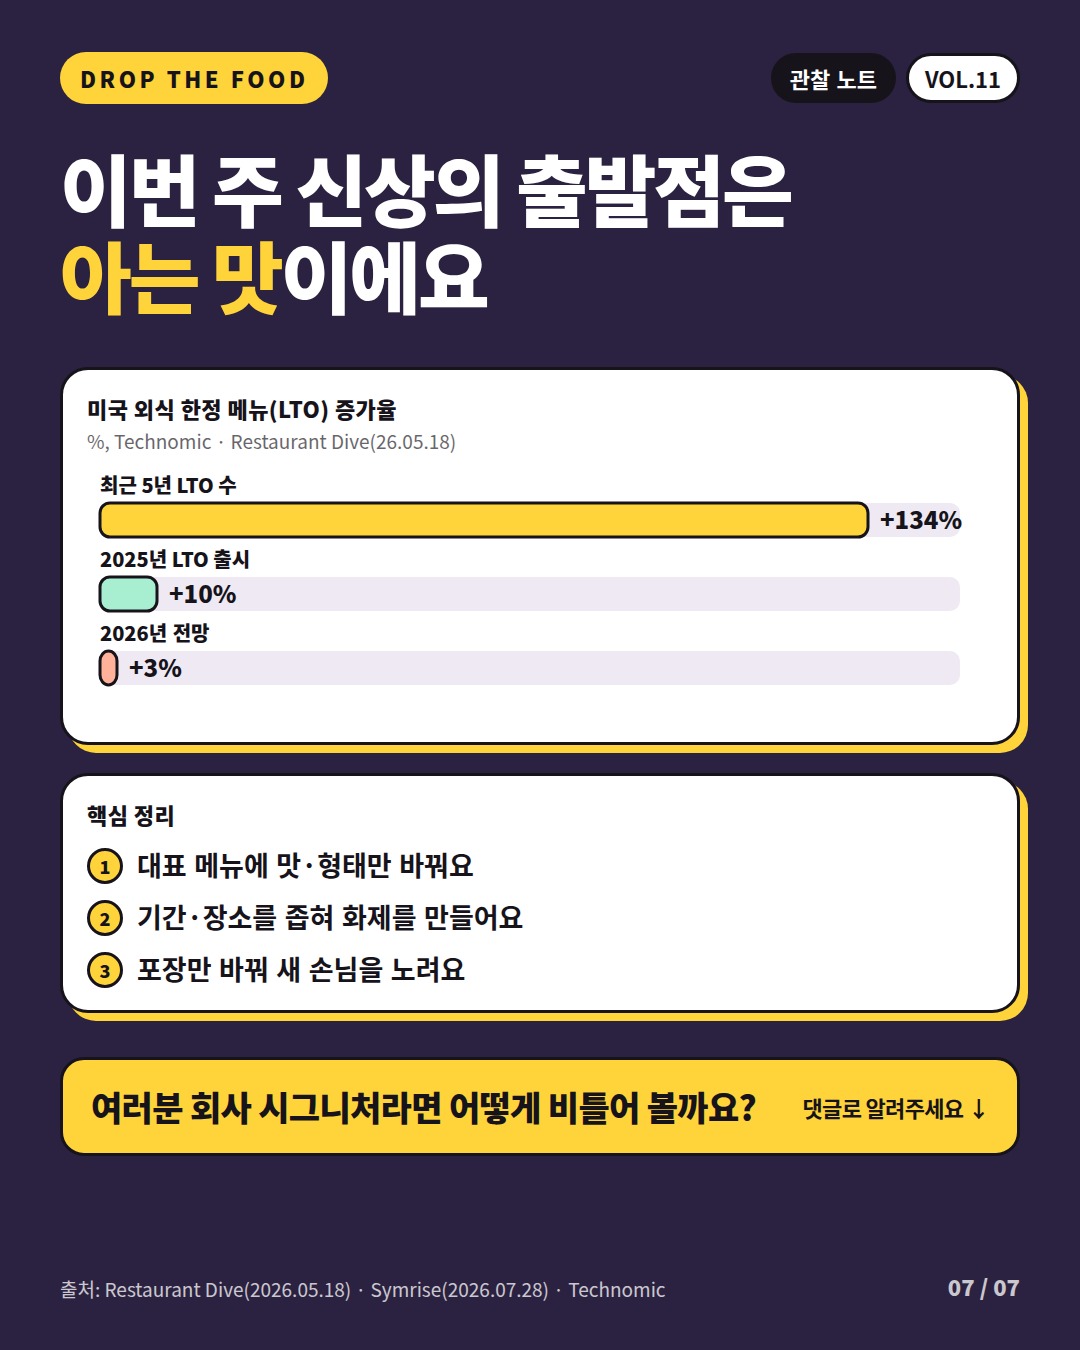 DROP THE FOOD
관찰 노트
VOL.11
이번 주 신상의 출발점은
아는 맛이에요
미국 외식 한정 메뉴(LTO) 증가율
%, Technomic · Restaurant Dive(26.05.18)
최근 5년 LTO 수
+134%
2025년 LTO 출시
+10%
2026년 전망
+3%
핵심 정리
1 대표 메뉴에 맛·형태만 바꿔요
2 기간·장소를 좁혀 화제를 만들어요
3 포장만 바꿔 새 손님을 노려요
여러분 회사 시그니처라면 어떻게 비틀어 볼까요?
댓글로 알려주세요 ↓
출처: Restaurant Dive(2026.05.18) · Symrise(2026.07.28) · Technomic
07 / 07